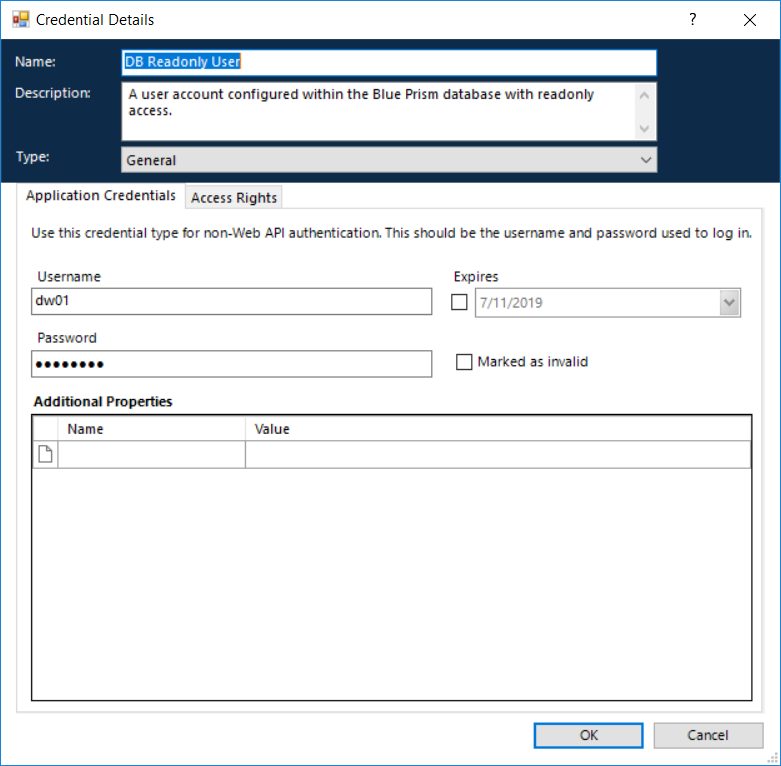 Credential Details
?
Name:
DB Readonly User
Description:
A user account configured within the Blue Prism database with readonly
access.
Type:
General
Application Credentials
Access Rights
Use this credential type for non-Web API authentication. This should be the username and password used to log in.
Username
Expires
dw01
7/11/2019
Password
●●●●●●●●
Marked as invalid
Additional Properties
Name
Value
OK
Cancel